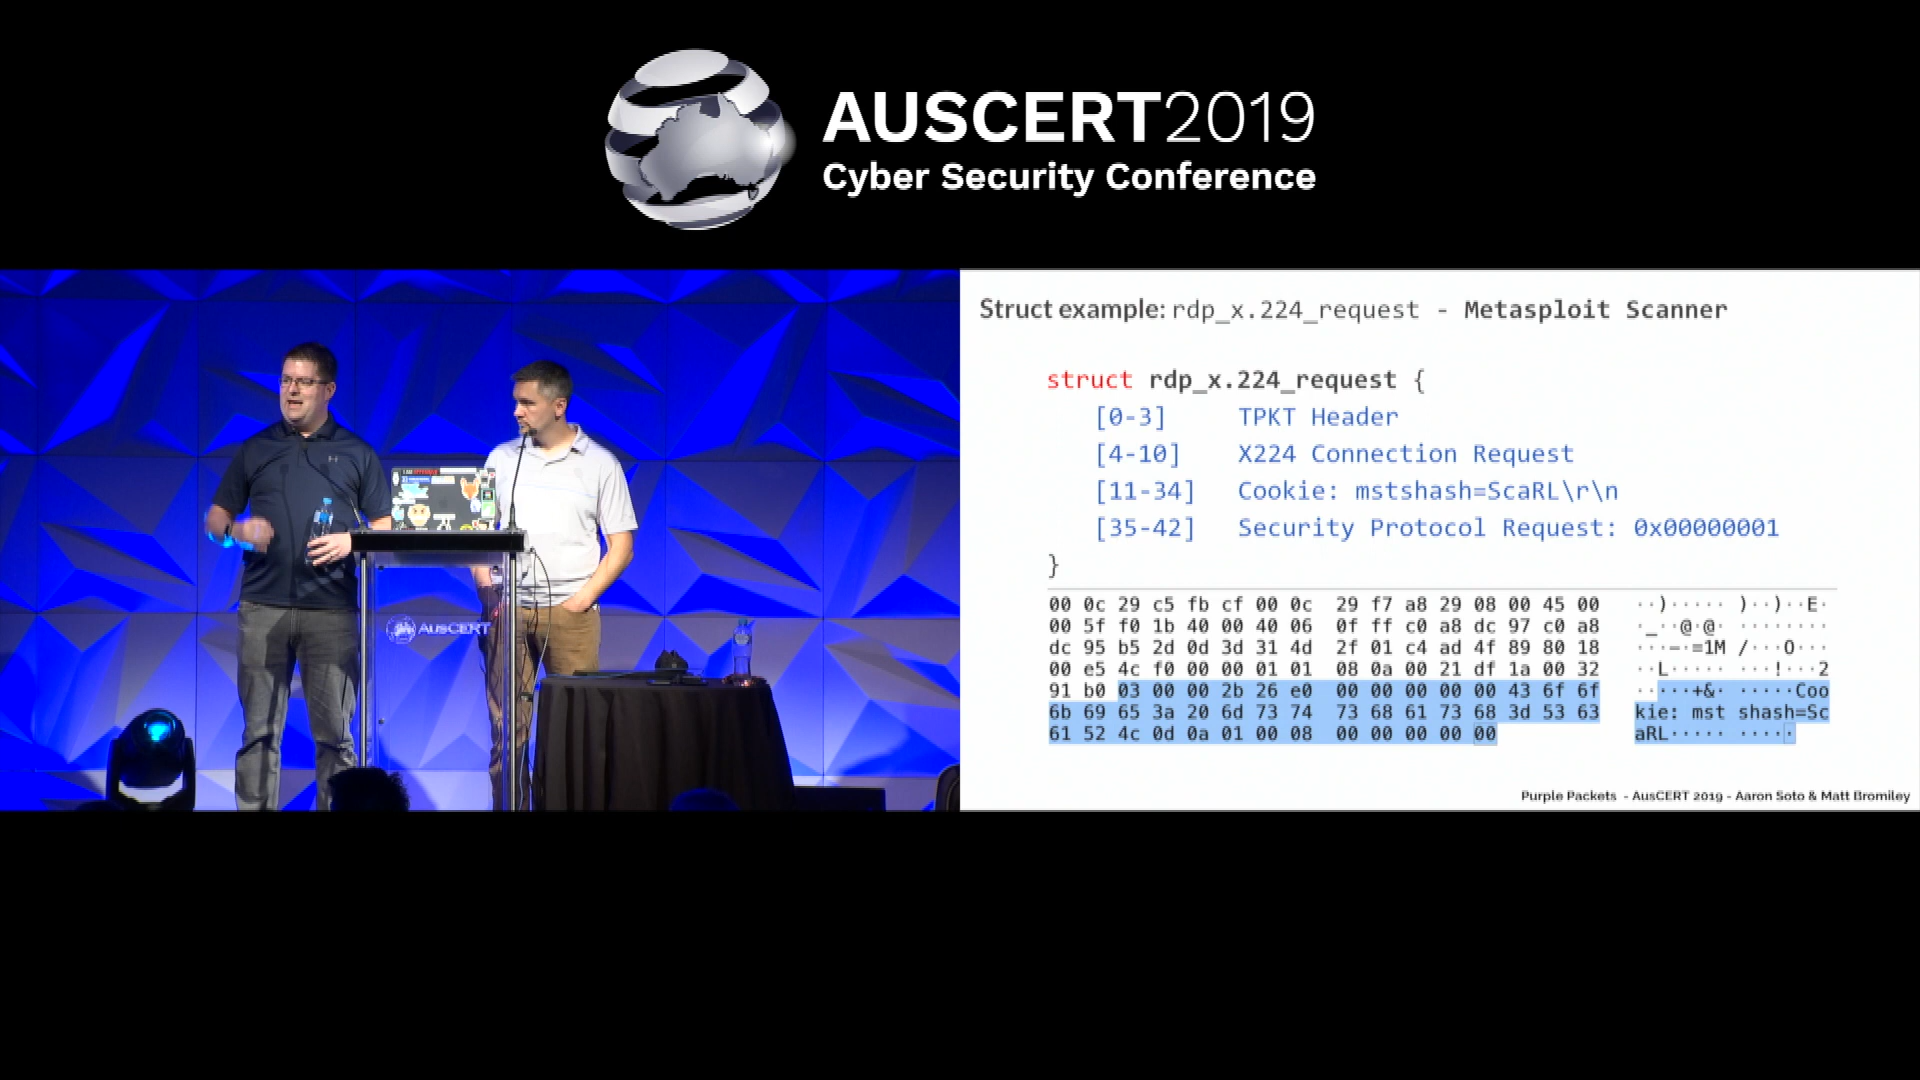 AUSCERT2019
Cyber Security Conference
AUSCERT
Struct example: rdp_x.224_request - Metasploit Scanner
struct rdp_x.224_request {
[0-3] TPKT Header
[4-10] X224 Connection Request
[11-34] Cookie: mstshash=ScaRL\r\n
[35-42] Security Protocol Request: 0x00000001
}
00 0c 29 c5 fb cf 00 0c 29 f7 a8 29 08 00 45 00 ··)····· )··)··E·
00 5f f0 1b 40 00 40 06 0f ff c0 a8 dc 97 c0 a8 ·_··@·@· ········
dc 95 b5 2d 0d 3d 31 4d 2f 01 c4 ad 4f 89 80 18 ···-·=1M /···O···
00 e5 4c f0 00 00 01 01 08 0a 00 21 df 1a 00 32 ··L····· ···!···2
91 b0 03 00 00 2b 26 e0 00 00 00 00 00 43 6f 6f ·····+&· ·····Coo
6b 69 65 3a 20 6d 73 74 73 68 61 73 68 3d 53 63 kie: mst shash=Sc
61 52 4c 0d 0a 01 00 08 00 00 00 00 00 aRL····· ·····
Purple Packets - AusCERT 2019 - Aaron Soto & Matt Bromiley